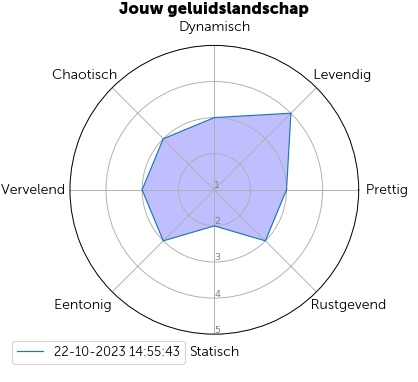 Jouw geluidslandschap
Dynamisch
Chaotisch
Levendig
Vervelend
1
Prettig
2
3
4
Eentonig
Rustgevend
5
22-10-2023 14:55:43
Statisch